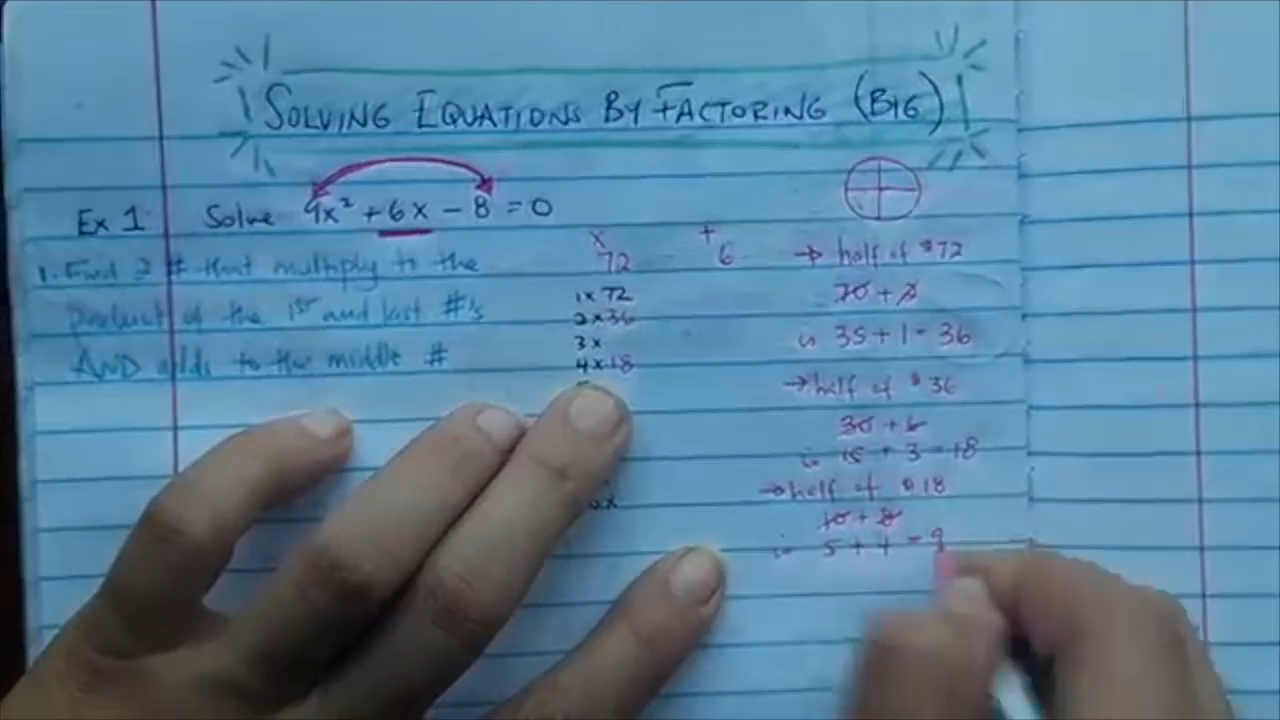 SOLVING EQUATIONS BY FACTORING (BIG)
Ex 1: Solve 9x² + 6x - 8 = 0
1. Find 2 #s that multiply to the
product of the 1st and last #'s
AND adds to the middle #
x +
72 6
1 x 72
2 x 36
3 x
4 x 18
→ half of $72
70 + 2
is 35 + 1 = 36
→ half of $36
30 + 6
is 15 + 3 = 18
→ half of $18
10 + 8
is 5 + 4 = 9